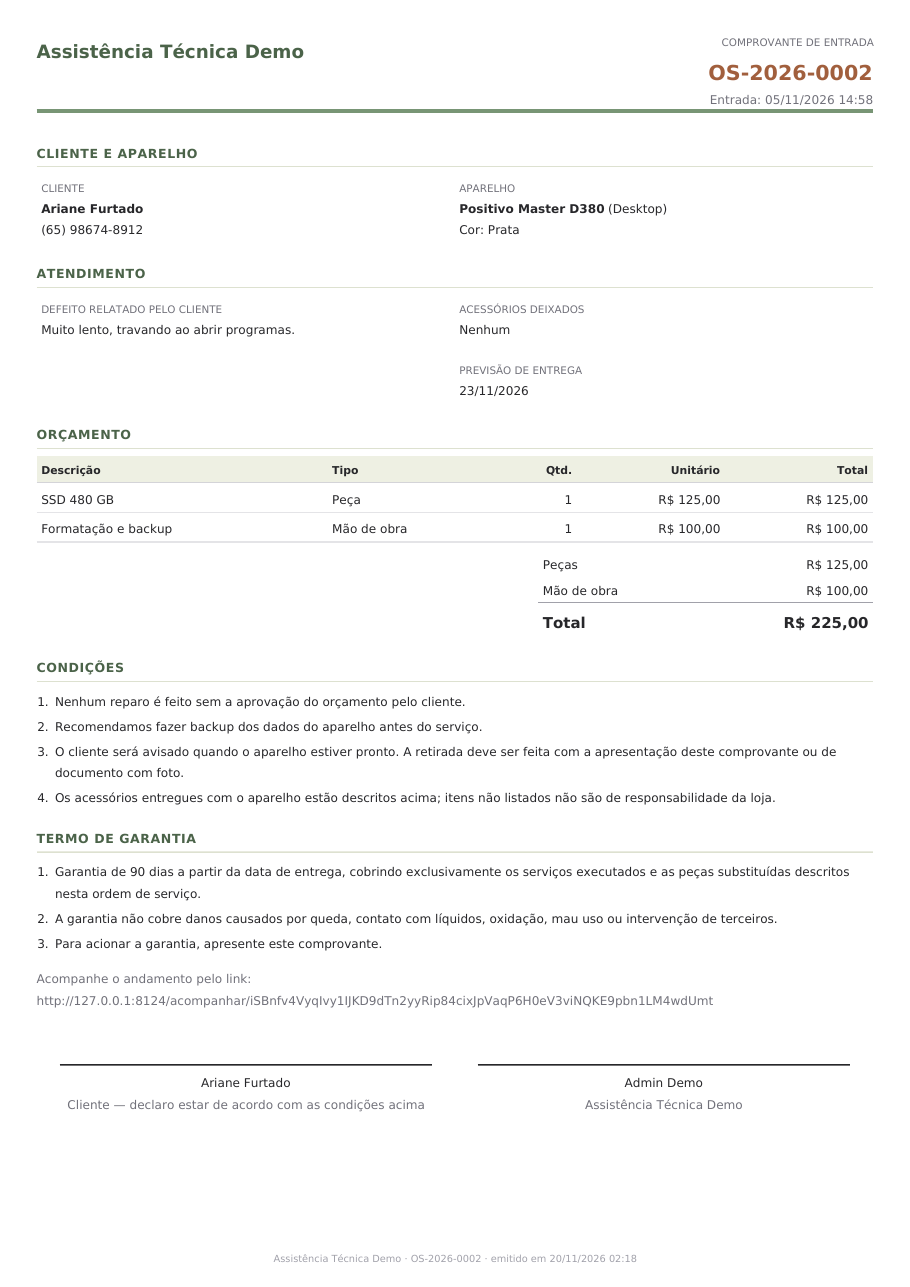 Assistência Técnica Demo
COMPROVANTE DE ENTRADA
OS-2026-0002
Entrada: 05/11/2026 14:58
CLIENTE E APARELHO
CLIENTE
Ariane Furtado
(65) 98674-8912
APARELHO
Positivo Master D380 (Desktop)
Cor: Prata
ATENDIMENTO
DEFEITO RELATADO PELO CLIENTE
Muito lento, travando ao abrir programas.
ACESSÓRIOS DEIXADOS
Nenhum
PREVISÃO DE ENTREGA
23/11/2026
ORÇAMENTO
Descrição Tipo Qtd. Unitário Total
SSD 480 GB Peça 1 R$ 125,00 R$ 125,00
Formatação e backup Mão de obra 1 R$ 100,00 R$ 100,00
Peças R$ 125,00
Mão de obra R$ 100,00
Total R$ 225,00
CONDIÇÕES
1. Nenhum reparo é feito sem a aprovação do orçamento pelo cliente.
2. Recomendamos fazer backup dos dados do aparelho antes do serviço.
3. O cliente será avisado quando o aparelho estiver pronto. A retirada deve ser feita com a apresentação deste comprovante ou de
documento com foto.
4. Os acessórios entregues com o aparelho estão descritos acima; itens não listados não são de responsabilidade da loja.
TERMO DE GARANTIA
1. Garantia de 90 dias a partir da data de entrega, cobrindo exclusivamente os serviços executados e as peças substituídas descritos
nesta ordem de serviço.
2. A garantia não cobre danos causados por queda, contato com líquidos, oxidação, mau uso ou intervenção de terceiros.
3. Para acionar a garantia, apresente este comprovante.
Acompanhe o andamento pelo link:
http://127.0.0.1:8124/acompanhar/iSBnfv4VyqIvy1IJKD9dTn2yyRip84cixJpVaqP6H0eV3viNQKE9pbn1LM4wdUmt
Ariane Furtado
Cliente — declaro estar de acordo com as condições acima
Admin Demo
Assistência Técnica Demo
Assistência Técnica Demo · OS-2026-0002 · emitido em 20/11/2026 02:18